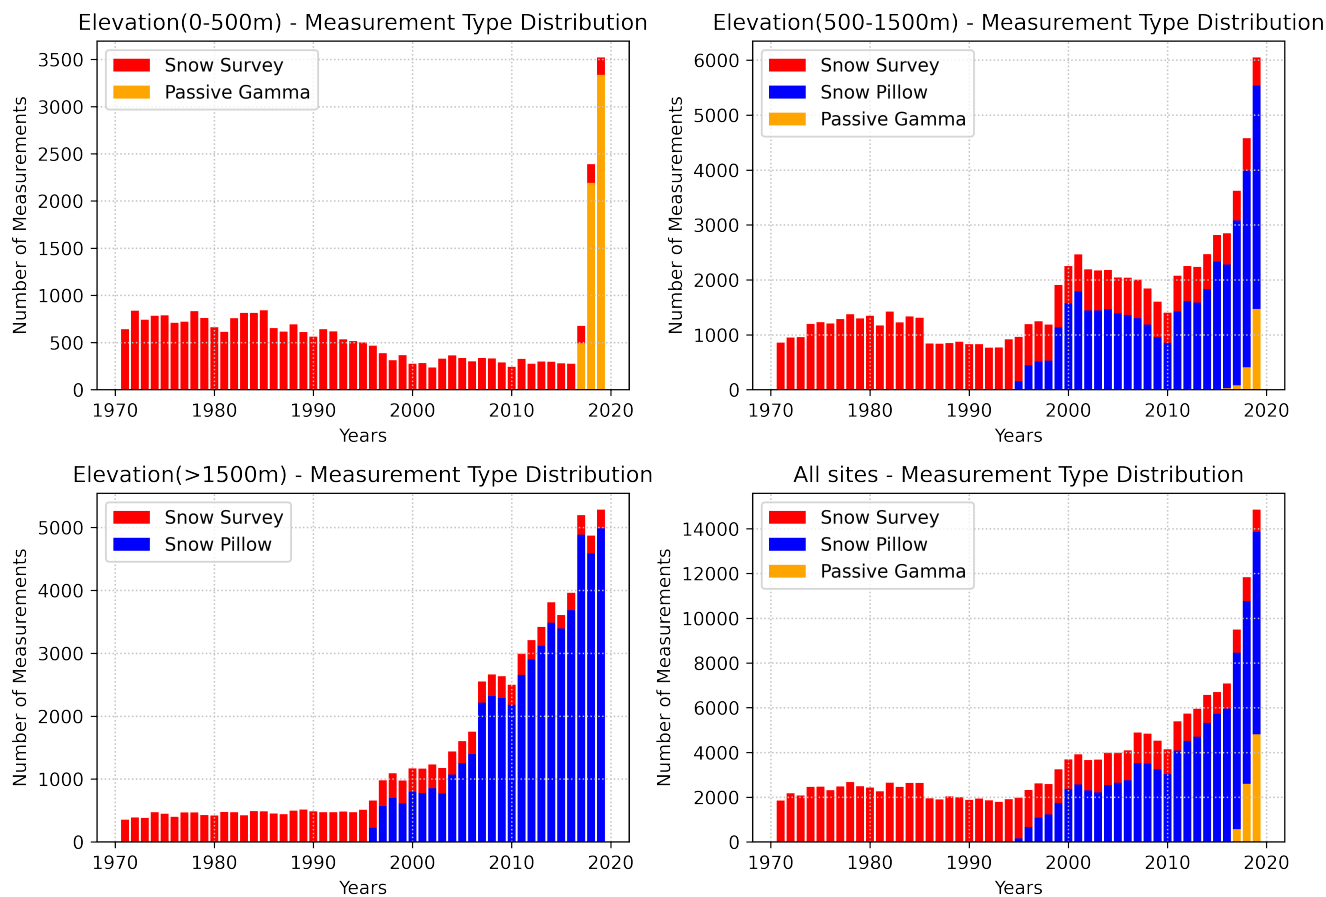 Elevation(0-500m) - Measurement Type Distribution
Number of Measurements
3500
3000
2500
2000
1500
1000
500
0
Snow Survey
Passive Gamma
1970 1980 1990 2000 2010 2020
Years
Elevation(500-1500m) - Measurement Type Distribution
Number of Measurements
6000
5000
4000
3000
2000
1000
0
Snow Survey
Snow Pillow
Passive Gamma
1970 1980 1990 2000 2010 2020
Years
Elevation(>1500m) - Measurement Type Distribution
Number of Measurements
5000
4000
3000
2000
1000
0
Snow Survey
Snow Pillow
1970 1980 1990 2000 2010 2020
Years
All sites - Measurement Type Distribution
Number of Measurements
14000
12000
10000
8000
6000
4000
2000
0
Snow Survey
Snow Pillow
Passive Gamma
1970 1980 1990 2000 2010 2020
Years